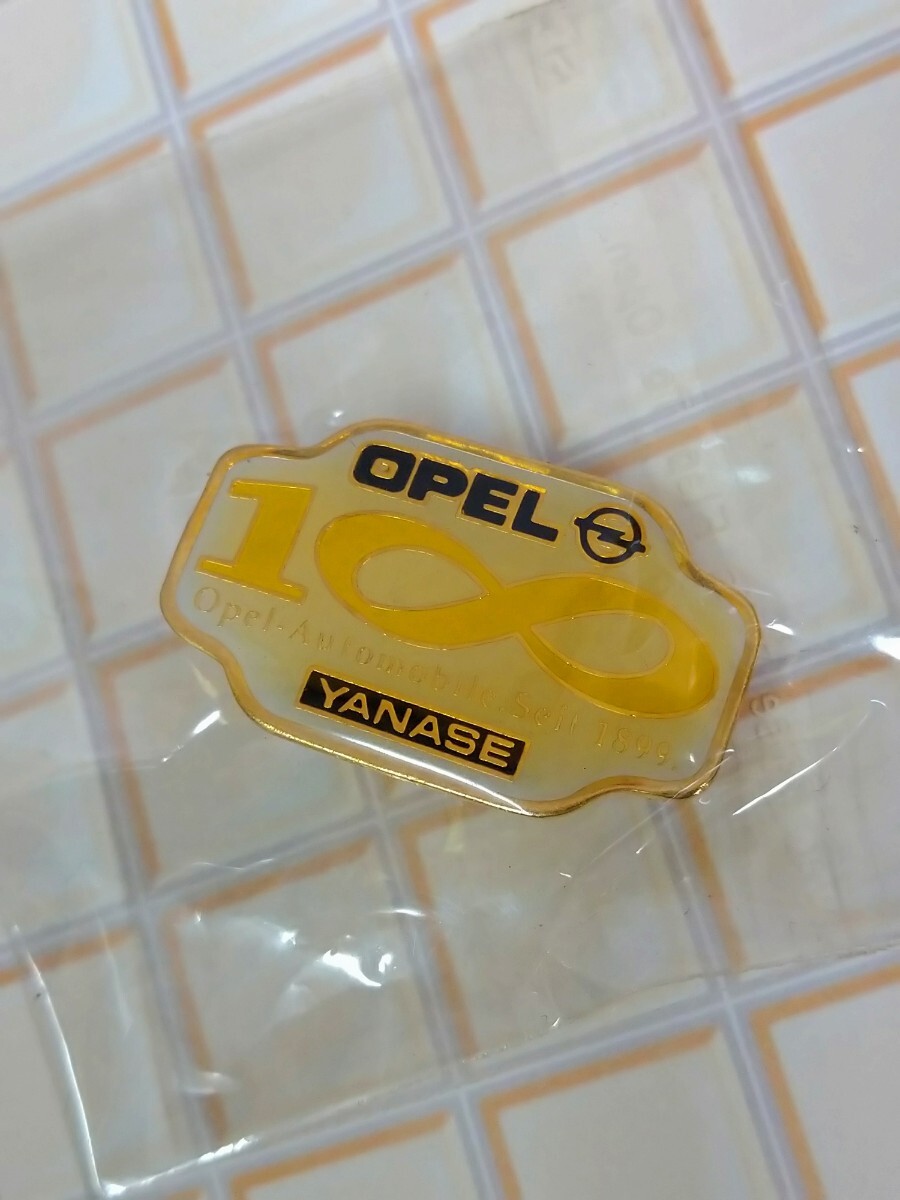 OPEL
100
Opel-Automobile.Seit 1899.
YANASE